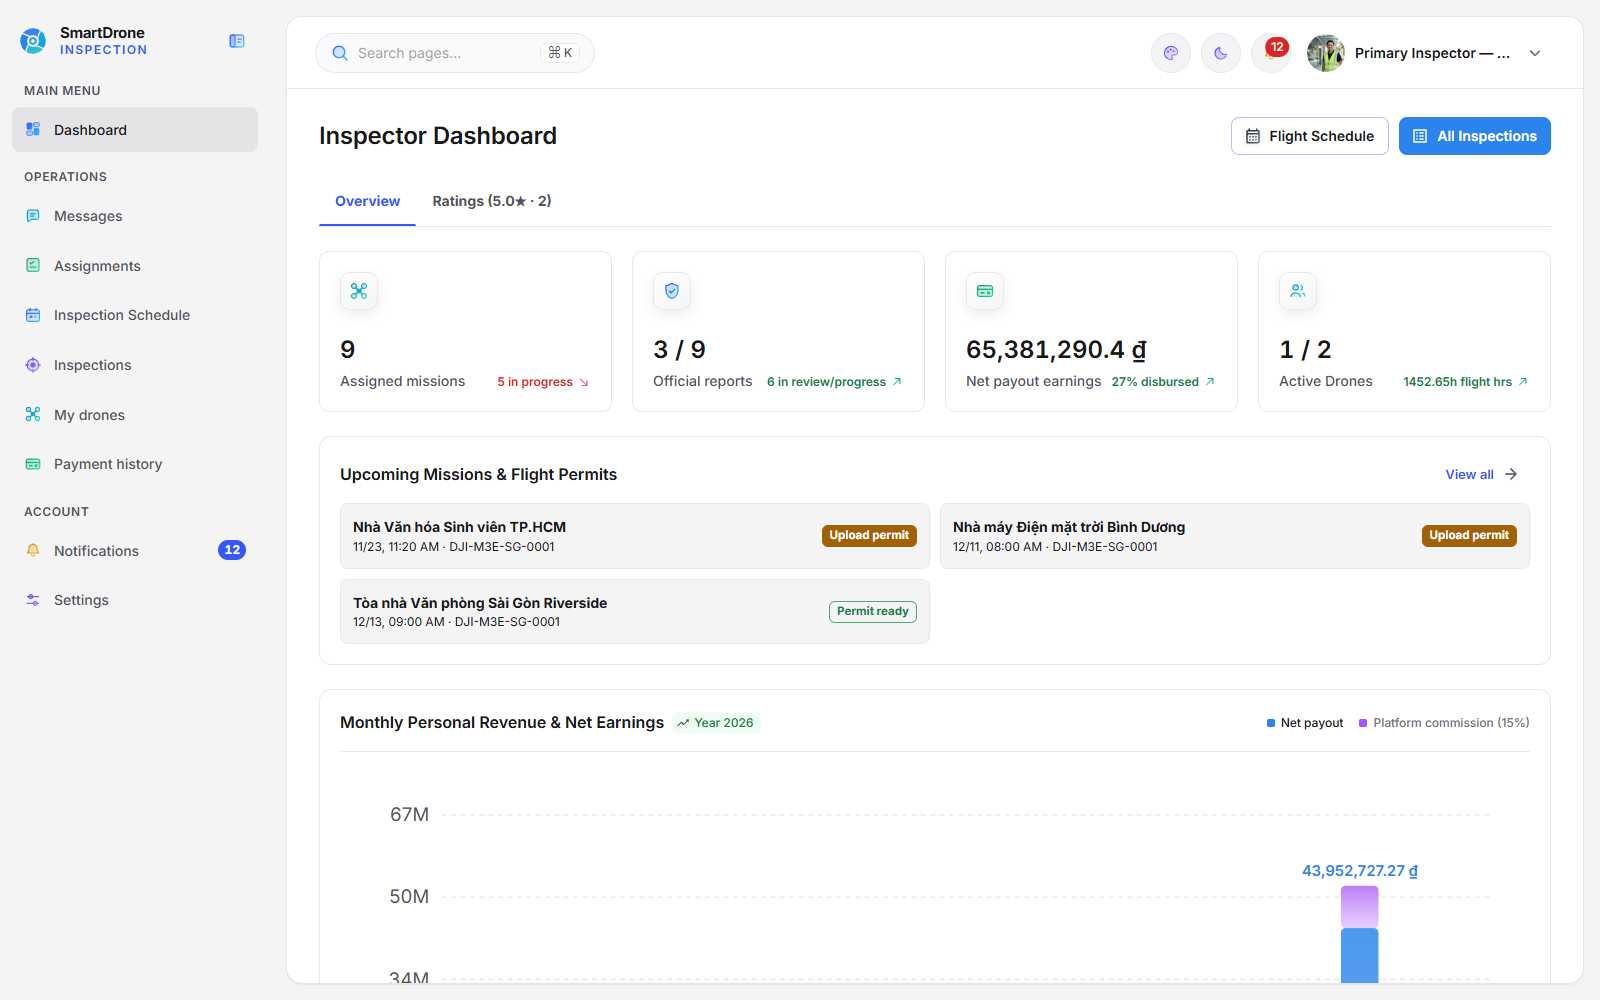 SmartDrone
INSPECTION
MAIN MENU
Dashboard
OPERATIONS
Messages
Assignments
Inspection Schedule
Inspections
My drones
Payment history
ACCOUNT
Notifications 12
Settings
Search pages... ⌘ K
12
Primary Inspector — ...
Inspector Dashboard
Flight Schedule
All Inspections
Overview
Ratings (5.0★ · 2)
9
Assigned missions 5 in progress ↘
3 / 9
Official reports 6 in review/progress ↗
65,381,290.4 ₫
Net payout earnings 27% disbursed ↗
1 / 2
Active Drones 1452.65h flight hrs ↗
Upcoming Missions & Flight Permits
View all →
Nhà Văn hóa Sinh viên TP.HCM
11/23, 11:20 AM · DJI-M3E-SG-0001
Upload permit
Nhà máy Điện mặt trời Bình Dương
12/11, 08:00 AM · DJI-M3E-SG-0001
Upload permit
Tòa nhà Văn phòng Sài Gòn Riverside
12/13, 09:00 AM · DJI-M3E-SG-0001
Permit ready
Monthly Personal Revenue & Net Earnings
Year 2026
Net payout
Platform commission (15%)
67M
43,952,727.27 ₫
50M
34M